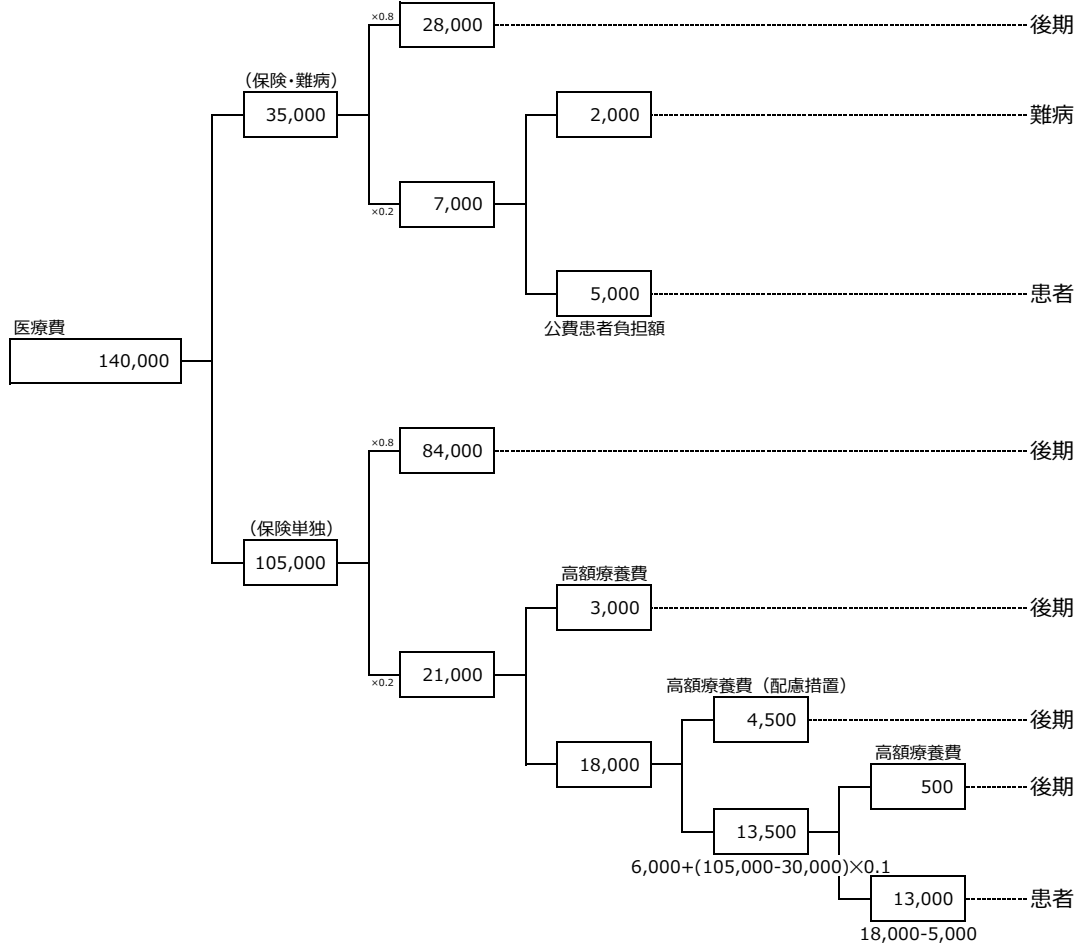 ×0.8
28,000
後期
(保険・難病)
35,000
2,000
難病
×0.2
7,000
5,000
患者
公費患者負担額
医療費
140,000
×0.8
84,000
後期
(保険単独)
105,000
高額療養費
3,000
後期
×0.2
21,000
高額療養費(配慮措置)
4,500
後期
18,000
高額療養費
500
後期
13,500
6,000+(105,000-30,000)×0.1
13,000
患者
18,000-5,000